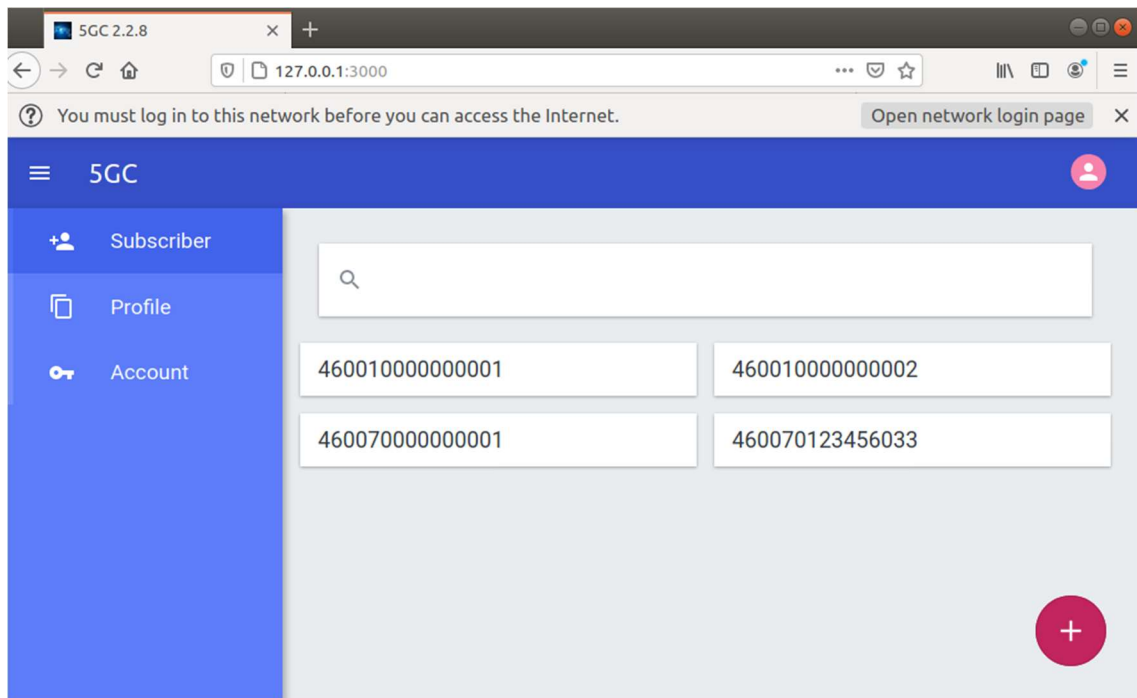 5GC 2.2.8
127.0.0.1:3000
You must log in to this network before you can access the Internet. Open network login page
5GC
Subscriber
Profile
Account
460010000000001 460010000000002
460070000000001 460070123456033